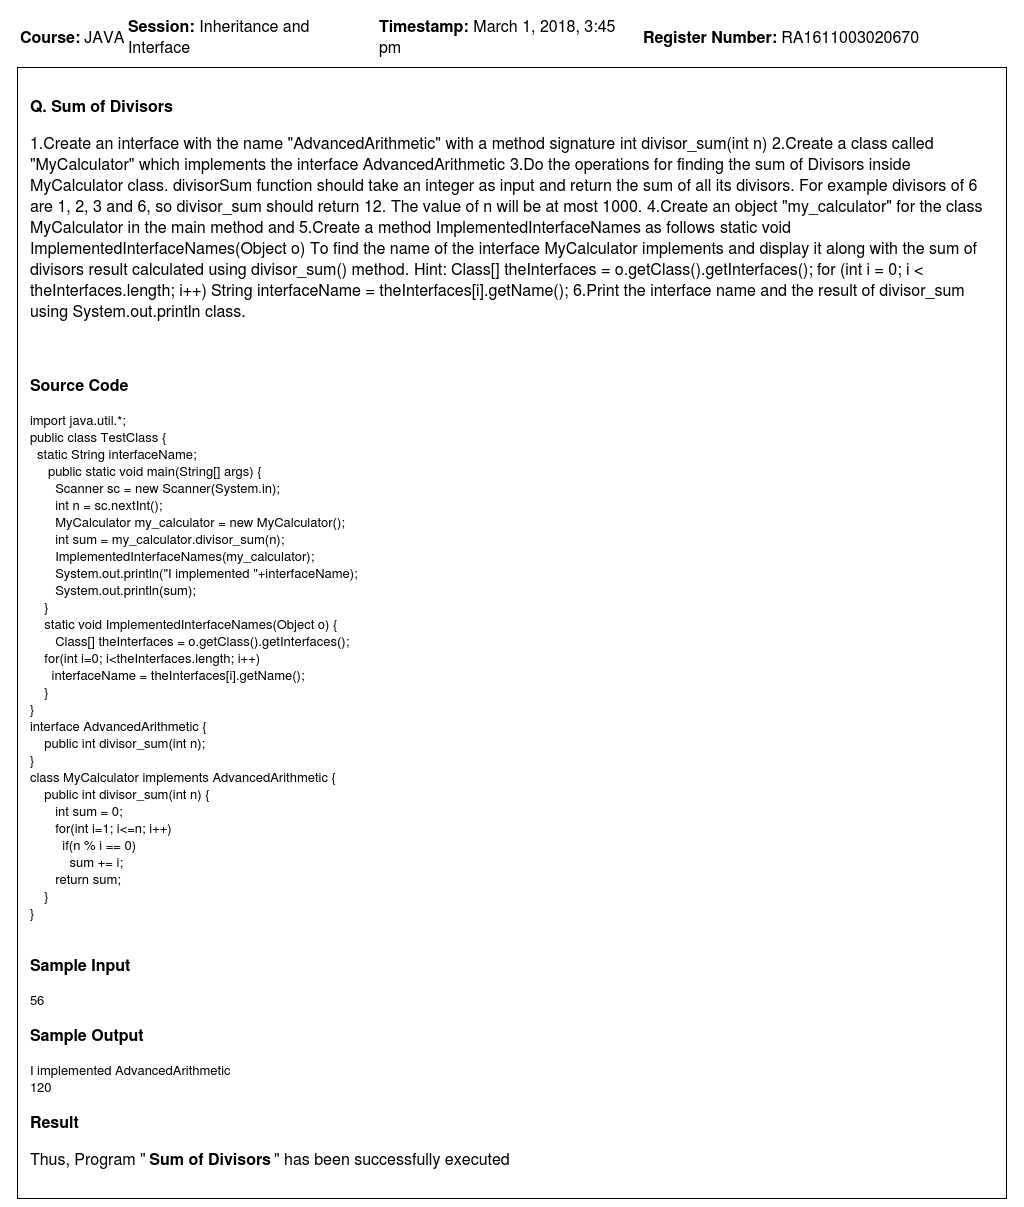 Course: JAVA Session: Inheritance and Interface Timestamp: March 1, 2018, 3:45 pm Register Number: RA1611003020670
Q. Sum of Divisors
1.Create an interface with the name "AdvancedArithmetic" with a method signature int divisor_sum(int n) 2.Create a class called
"MyCalculator" which implements the interface AdvancedArithmetic 3.Do the operations for finding the sum of Divisors inside
MyCalculator class. divisorSum function should take an integer as input and return the sum of all its divisors. For example divisors of 6
are 1, 2, 3 and 6, so divisor_sum should return 12. The value of n will be at most 1000. 4.Create an object "my_calculator" for the class
MyCalculator in the main method and 5.Create a method ImplementedInterfaceNames as follows static void
ImplementedInterfaceNames(Object o) To find the name of the interface MyCalculator implements and display it along with the sum of
divisors result calculated using divisor_sum() method. Hint: Class[] theInterfaces = o.getClass().getInterfaces(); for (int i = 0; i <
theInterfaces.length; i++) String interfaceName = theInterfaces[i].getName(); 6.Print the interface name and the result of divisor_sum
using System.out.println class.
Source Code
import java.util.*;
public class TestClass {
static String interfaceName;
public static void main(String[] args) {
Scanner sc = new Scanner(System.in);
int n = sc.nextInt();
MyCalculator my_calculator = new MyCalculator();
int sum = my_calculator.divisor_sum(n);
ImplementedInterfaceNames(my_calculator);
System.out.println("I implemented "+interfaceName);
System.out.println(sum);
}
static void ImplementedInterfaceNames(Object o) {
Class[] theInterfaces = o.getClass().getInterfaces();
for(int i=0; i<theInterfaces.length; i++)
interfaceName = theInterfaces[i].getName();
}
}
interface AdvancedArithmetic {
public int divisor_sum(int n);
}
class MyCalculator implements AdvancedArithmetic {
public int divisor_sum(int n) {
int sum = 0;
for(int i=1; i<=n; i++)
if(n % i == 0)
sum += i;
return sum;
}
}
Sample Input
56
Sample Output
I implemented AdvancedArithmetic
120
Result
Thus, Program " Sum of Divisors " has been successfully executed